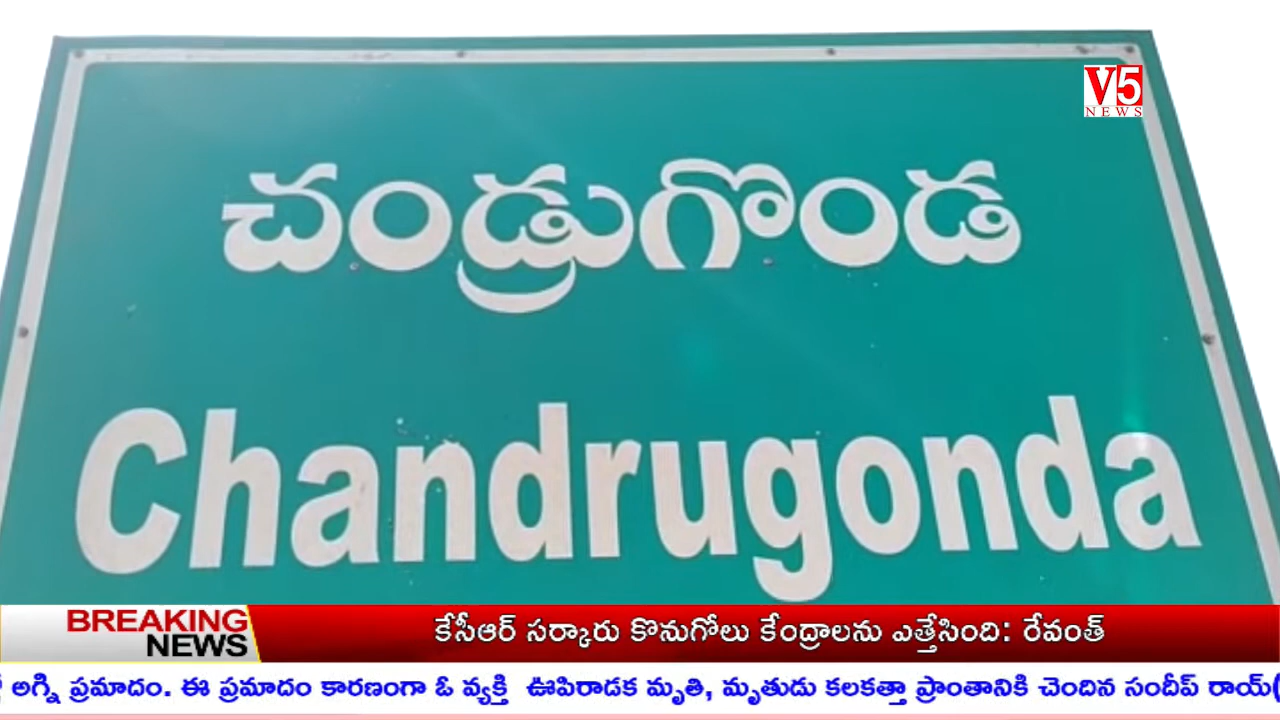 V5
NEWS
చండ్రుగొండ
Chandrugonda
BREAKING
NEWS
కేసీఆర్ సర్కారు కొనుగోలు కేంద్రాలను ఎత్తేసింది: రేవంత్
అగ్ని ప్రమాదం. ఈ ప్రమాదం కారణంగా ఓ వ్యక్తి ఊపిరాడక మృతి, మృతుడు కలకత్తా ప్రాంతానికి చెందిన సందీప్ రాయ్(